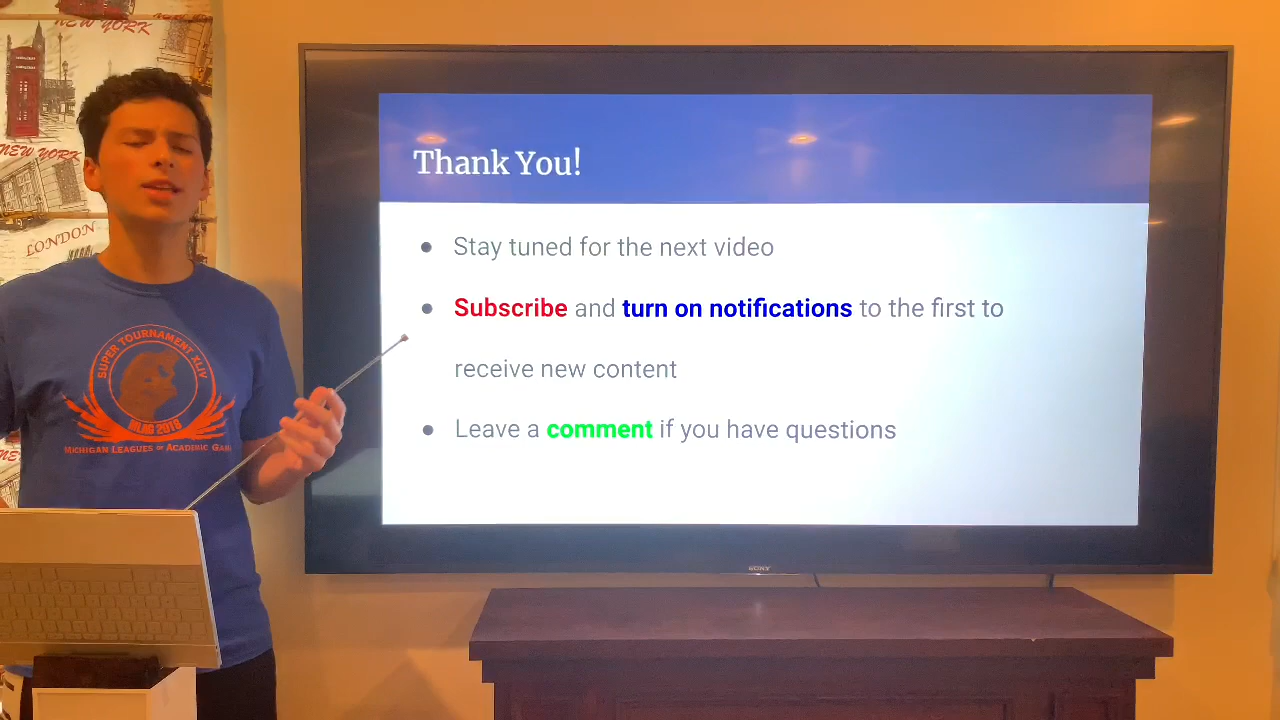 NEW YORK
NEW YORK
LONDON
Thank You!
● Stay tuned for the next video
● Subscribe and turn on notifications to the first to
receive new content
● Leave a comment if you have questions
SUPER TOURNAMENT XLIV
MLAG 2018
MICHIGAN LEAGUES OF ACADEMIC GAM
SONY